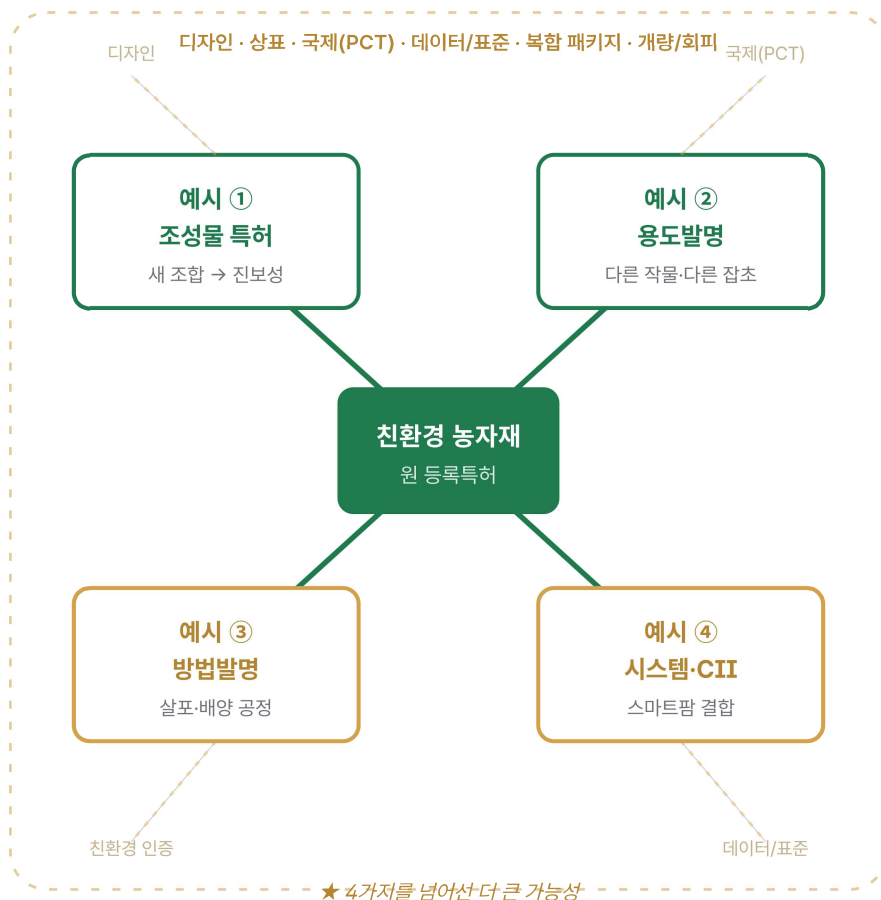 디자인 · 상표 · 국제(PCT) · 데이터/표준 · 복합 패키지 · 개량/회피
디자인
국제(PCT)
예시 ①
조성물 특허
새 조합 → 진보성
예시 ②
용도발명
다른 작물·다른 잡초
친환경 농자재
원 등록특허
예시 ③
방법발명
살포·배양 공정
예시 ④
시스템·CII
스마트팜 결합
친환경 인증
데이터/표준
★ 4가지를 넘어선 더 큰 가능성